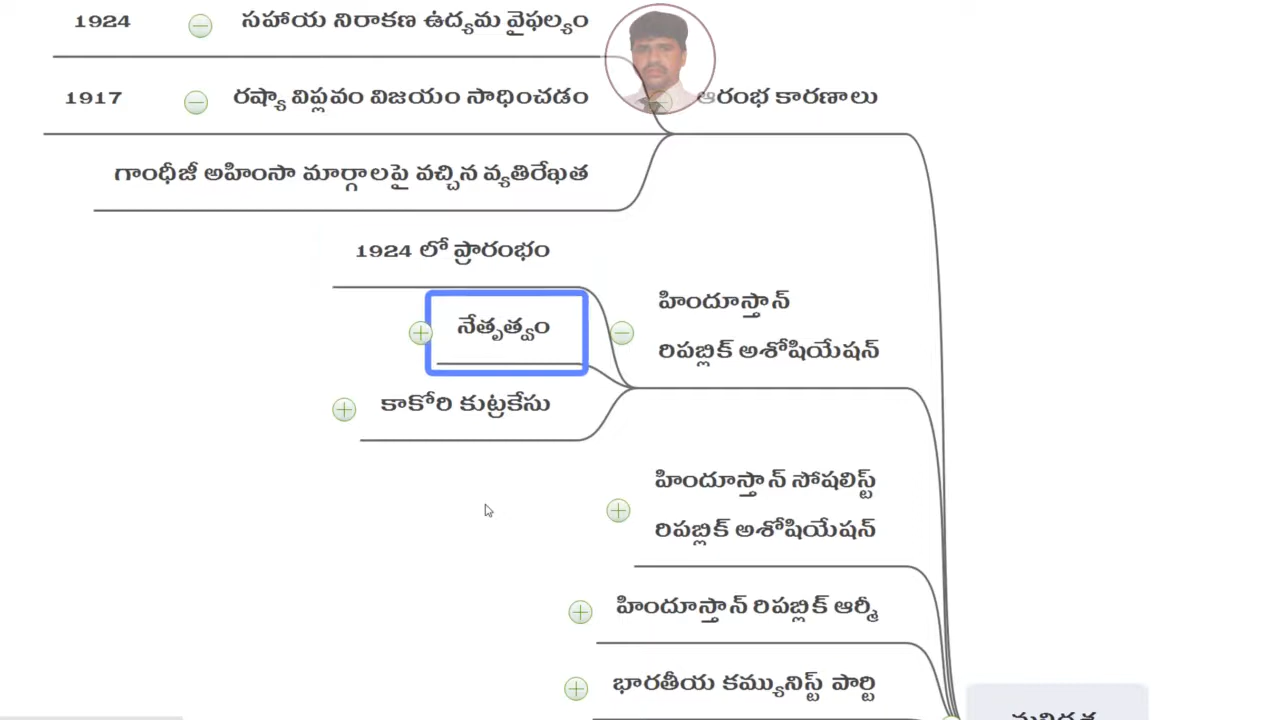 1924 సహాయ నిరాకణ ఉద్యమ వైఫల్యం
1917 రష్యా విప్లవం విజయం సాధించడం
ఆరంభ కారణాలు
గాంధీజీ అహింసా మార్గాలపై వచ్చిన వ్యతిరేఖత
1924 లో ప్రారంభం
నేతృత్వం
కాకోరి కుట్రకేసు
హిందూస్తాన్
రిపబ్లిక్ అశోషియేషన్
హిందూస్తాన్ సోషలిస్ట్
రిపబ్లిక్ అశోషియేషన్
హిందూస్తాన్ రిపబ్లిక్ ఆర్మీ
భారతీయ కమ్యునిస్ట్ పార్టి